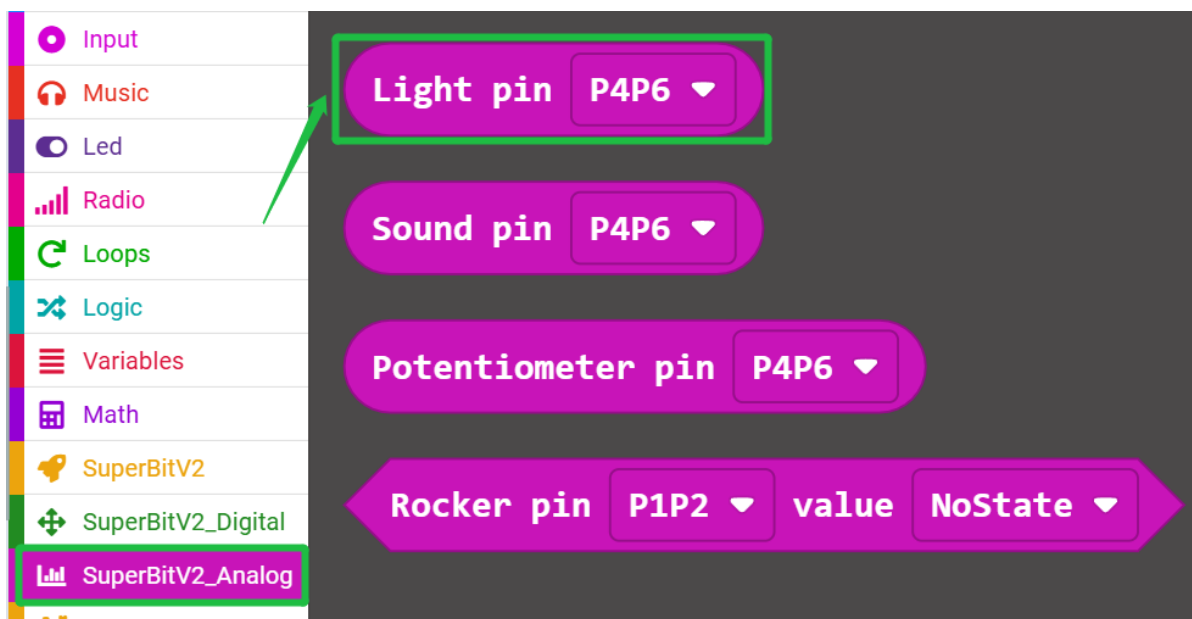 Input
Music
Led
Radio
Loops
Logic
Variables
Math
SuperBitV2
SuperBitV2_Digital
SuperBitV2_Analog
Light pin P4P6
Sound pin P4P6
Potentiometer pin P4P6
Rocker pin P1P2 value NoState